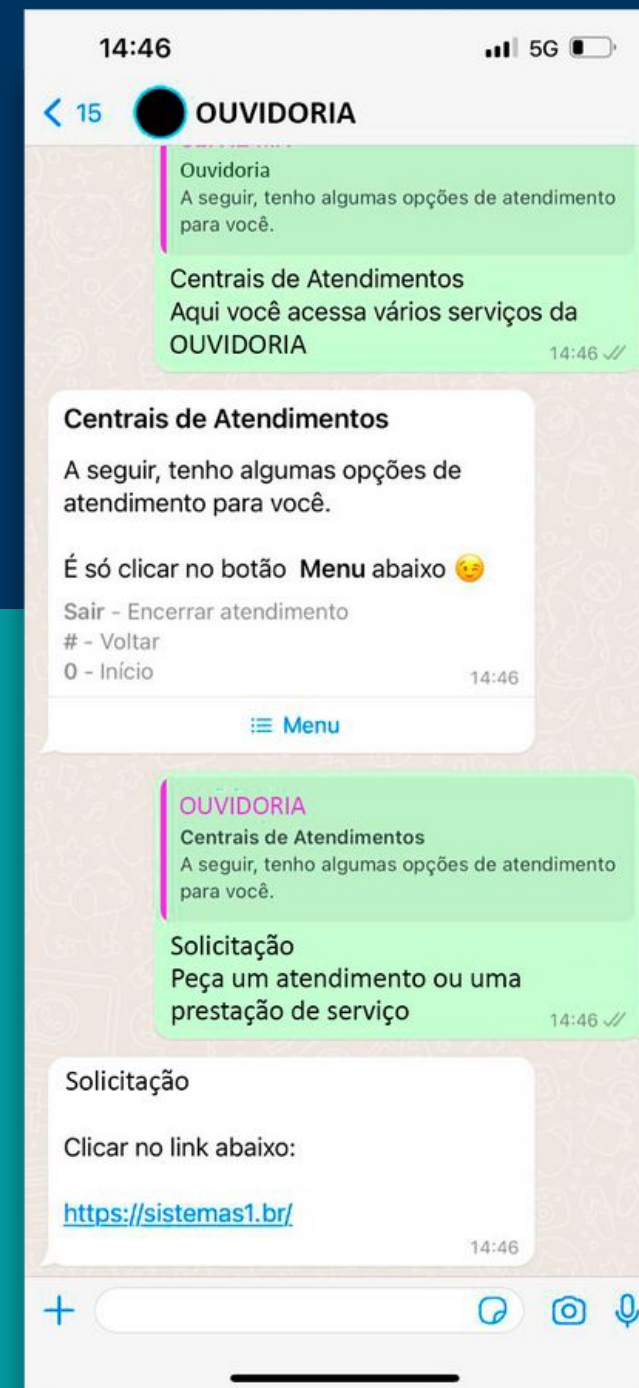 14:46
5G
15
OUVIDORIA
Ouvidoria
A seguir, tenho algumas opções de atendimento
para você.
Centrais de Atendimentos
Aqui você acessa vários serviços da
OUVIDORIA
14:46
Centrais de Atendimentos
A seguir, tenho algumas opções de
atendimento para você.
É só clicar no botão Menu abaixo 😉
Sair - Encerrar atendimento
# - Voltar
0 - Início
14:46
Menu
OUVIDORIA
Centrais de Atendimentos
A seguir, tenho algumas opções de atendimento
para você.
Solicitação
Peça um atendimento ou uma
prestação de serviço
14:46
Solicitação
Clicar no link abaixo:
https://sistemas1.br/
14:46